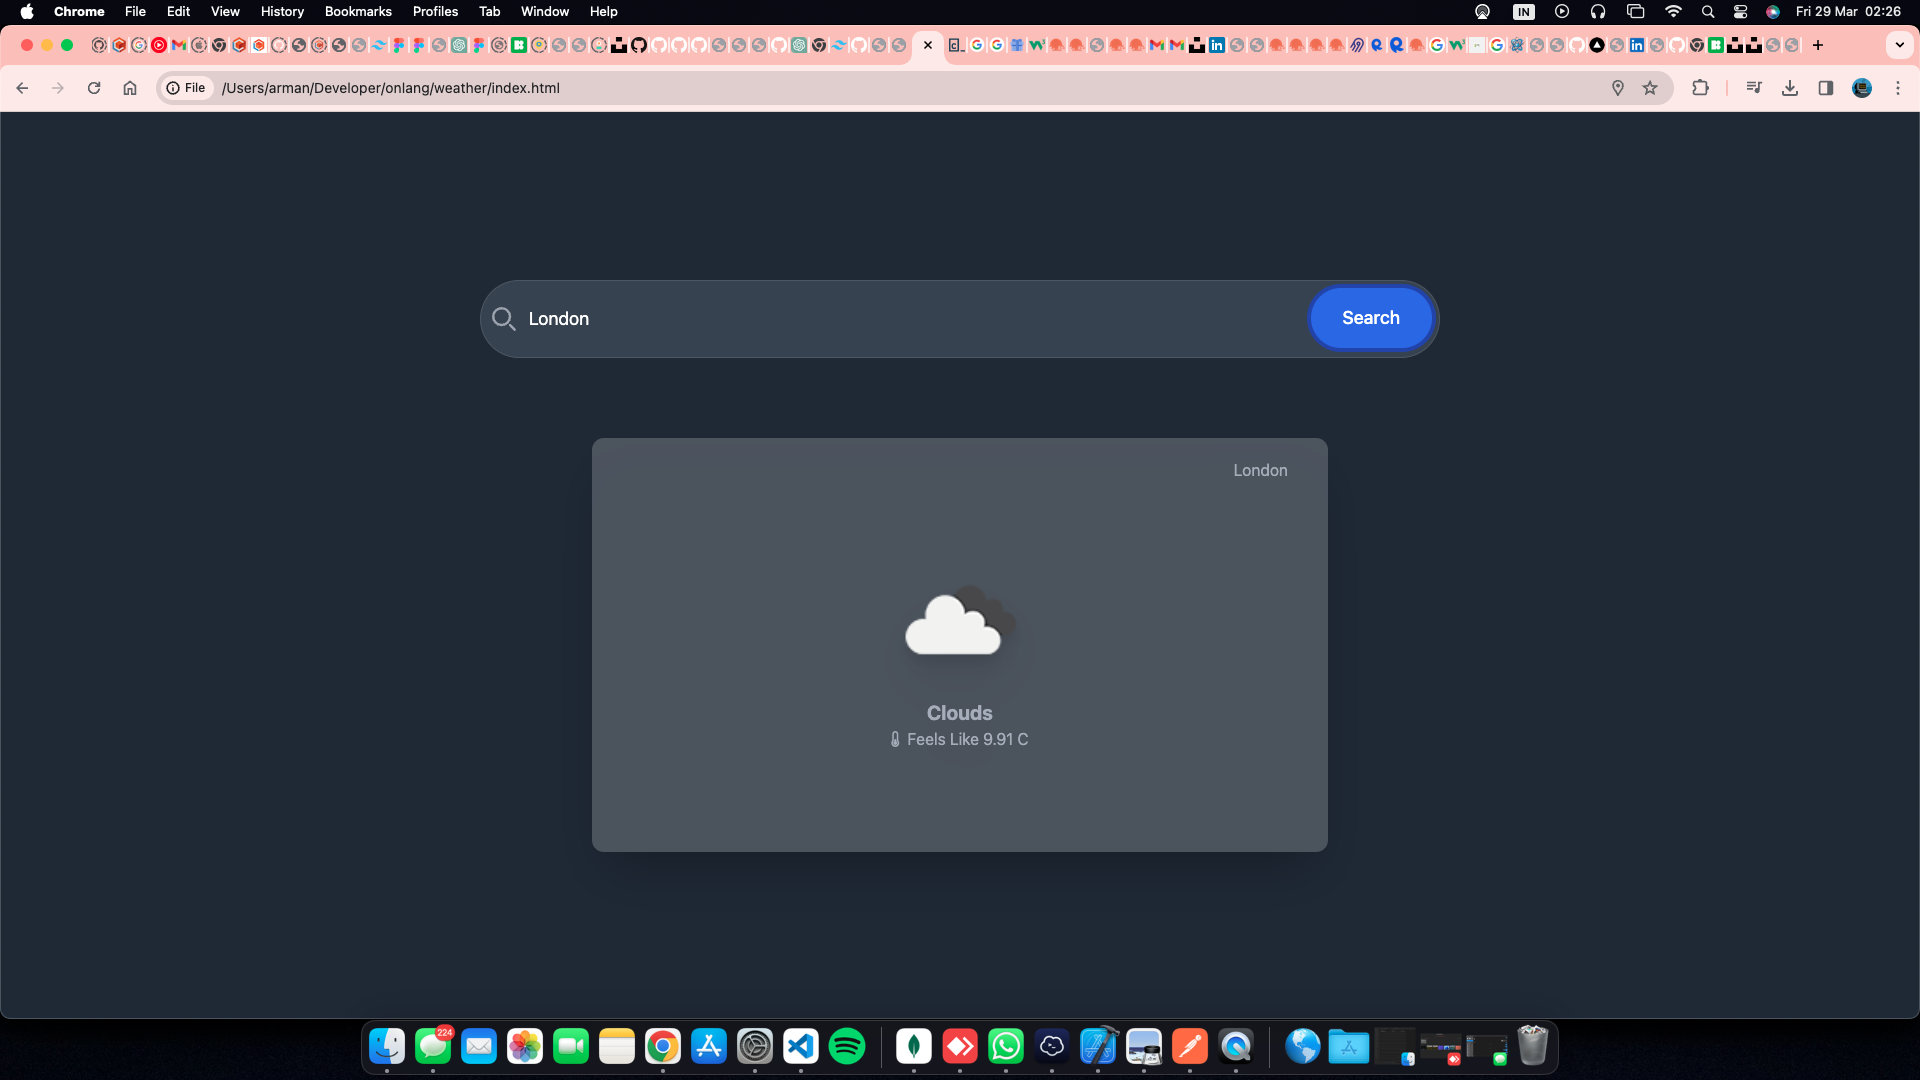 Chrome File Edit View History Bookmarks Profiles Tab Window Help IN Fri 29 Mar 02:26
File /Users/arman/Developer/onlang/weather/index.html
London Search
London
Clouds
Feels Like 9.91 C
224